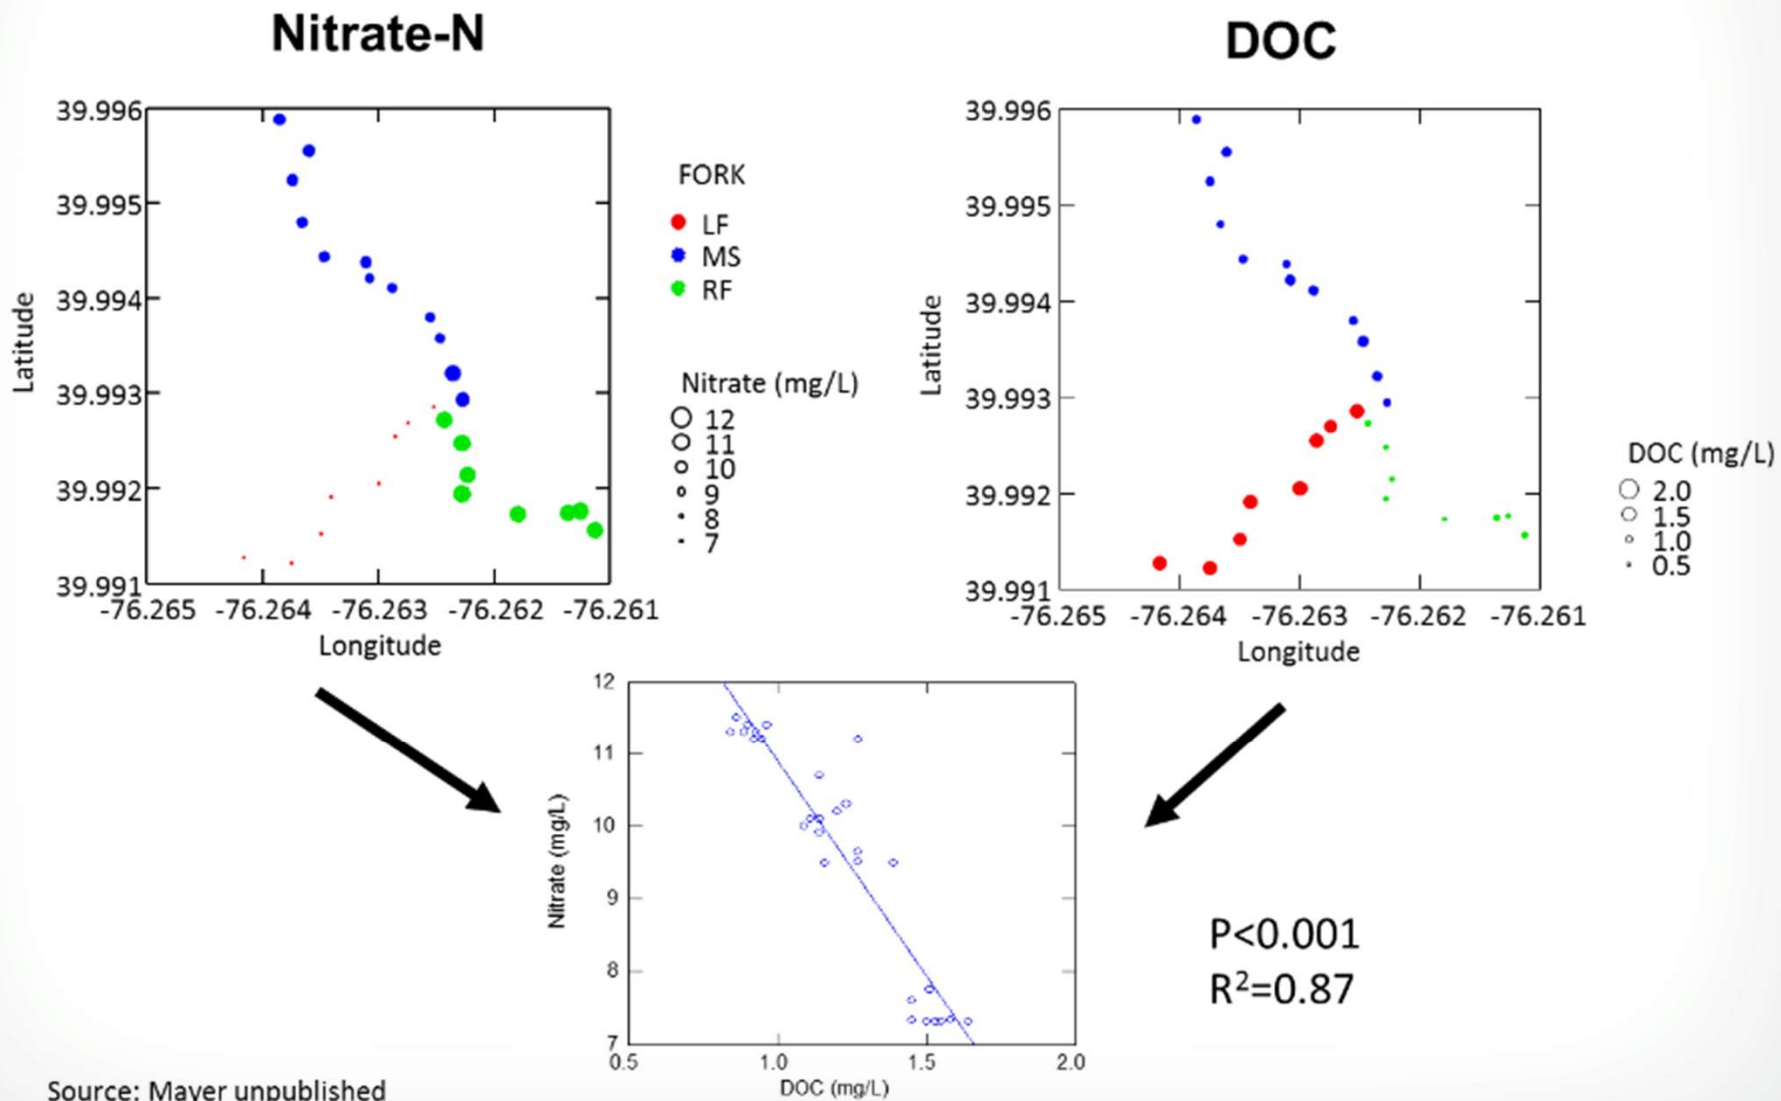 Nitrate-N
39.996
39.995
39.994
39.993
39.992
39.991
Latitude
-76.265 -76.264 -76.263 -76.262 -76.261
Longitude
FORK
LF
MS
RF
Nitrate (mg/L)
12
11
10
9
8
7
DOC
39.996
39.995
39.994
39.993
39.992
39.991
Latitude
-76.265 -76.264 -76.263 -76.262 -76.261
Longitude
DOC (mg/L)
2.0
1.5
1.0
0.5
12
11
10
9
8
7
Nitrate (mg/L)
0.5 1.0 1.5 2.0
DOC (mg/L)
P<0.001
R²=0.87
Source: Mayer unpublished